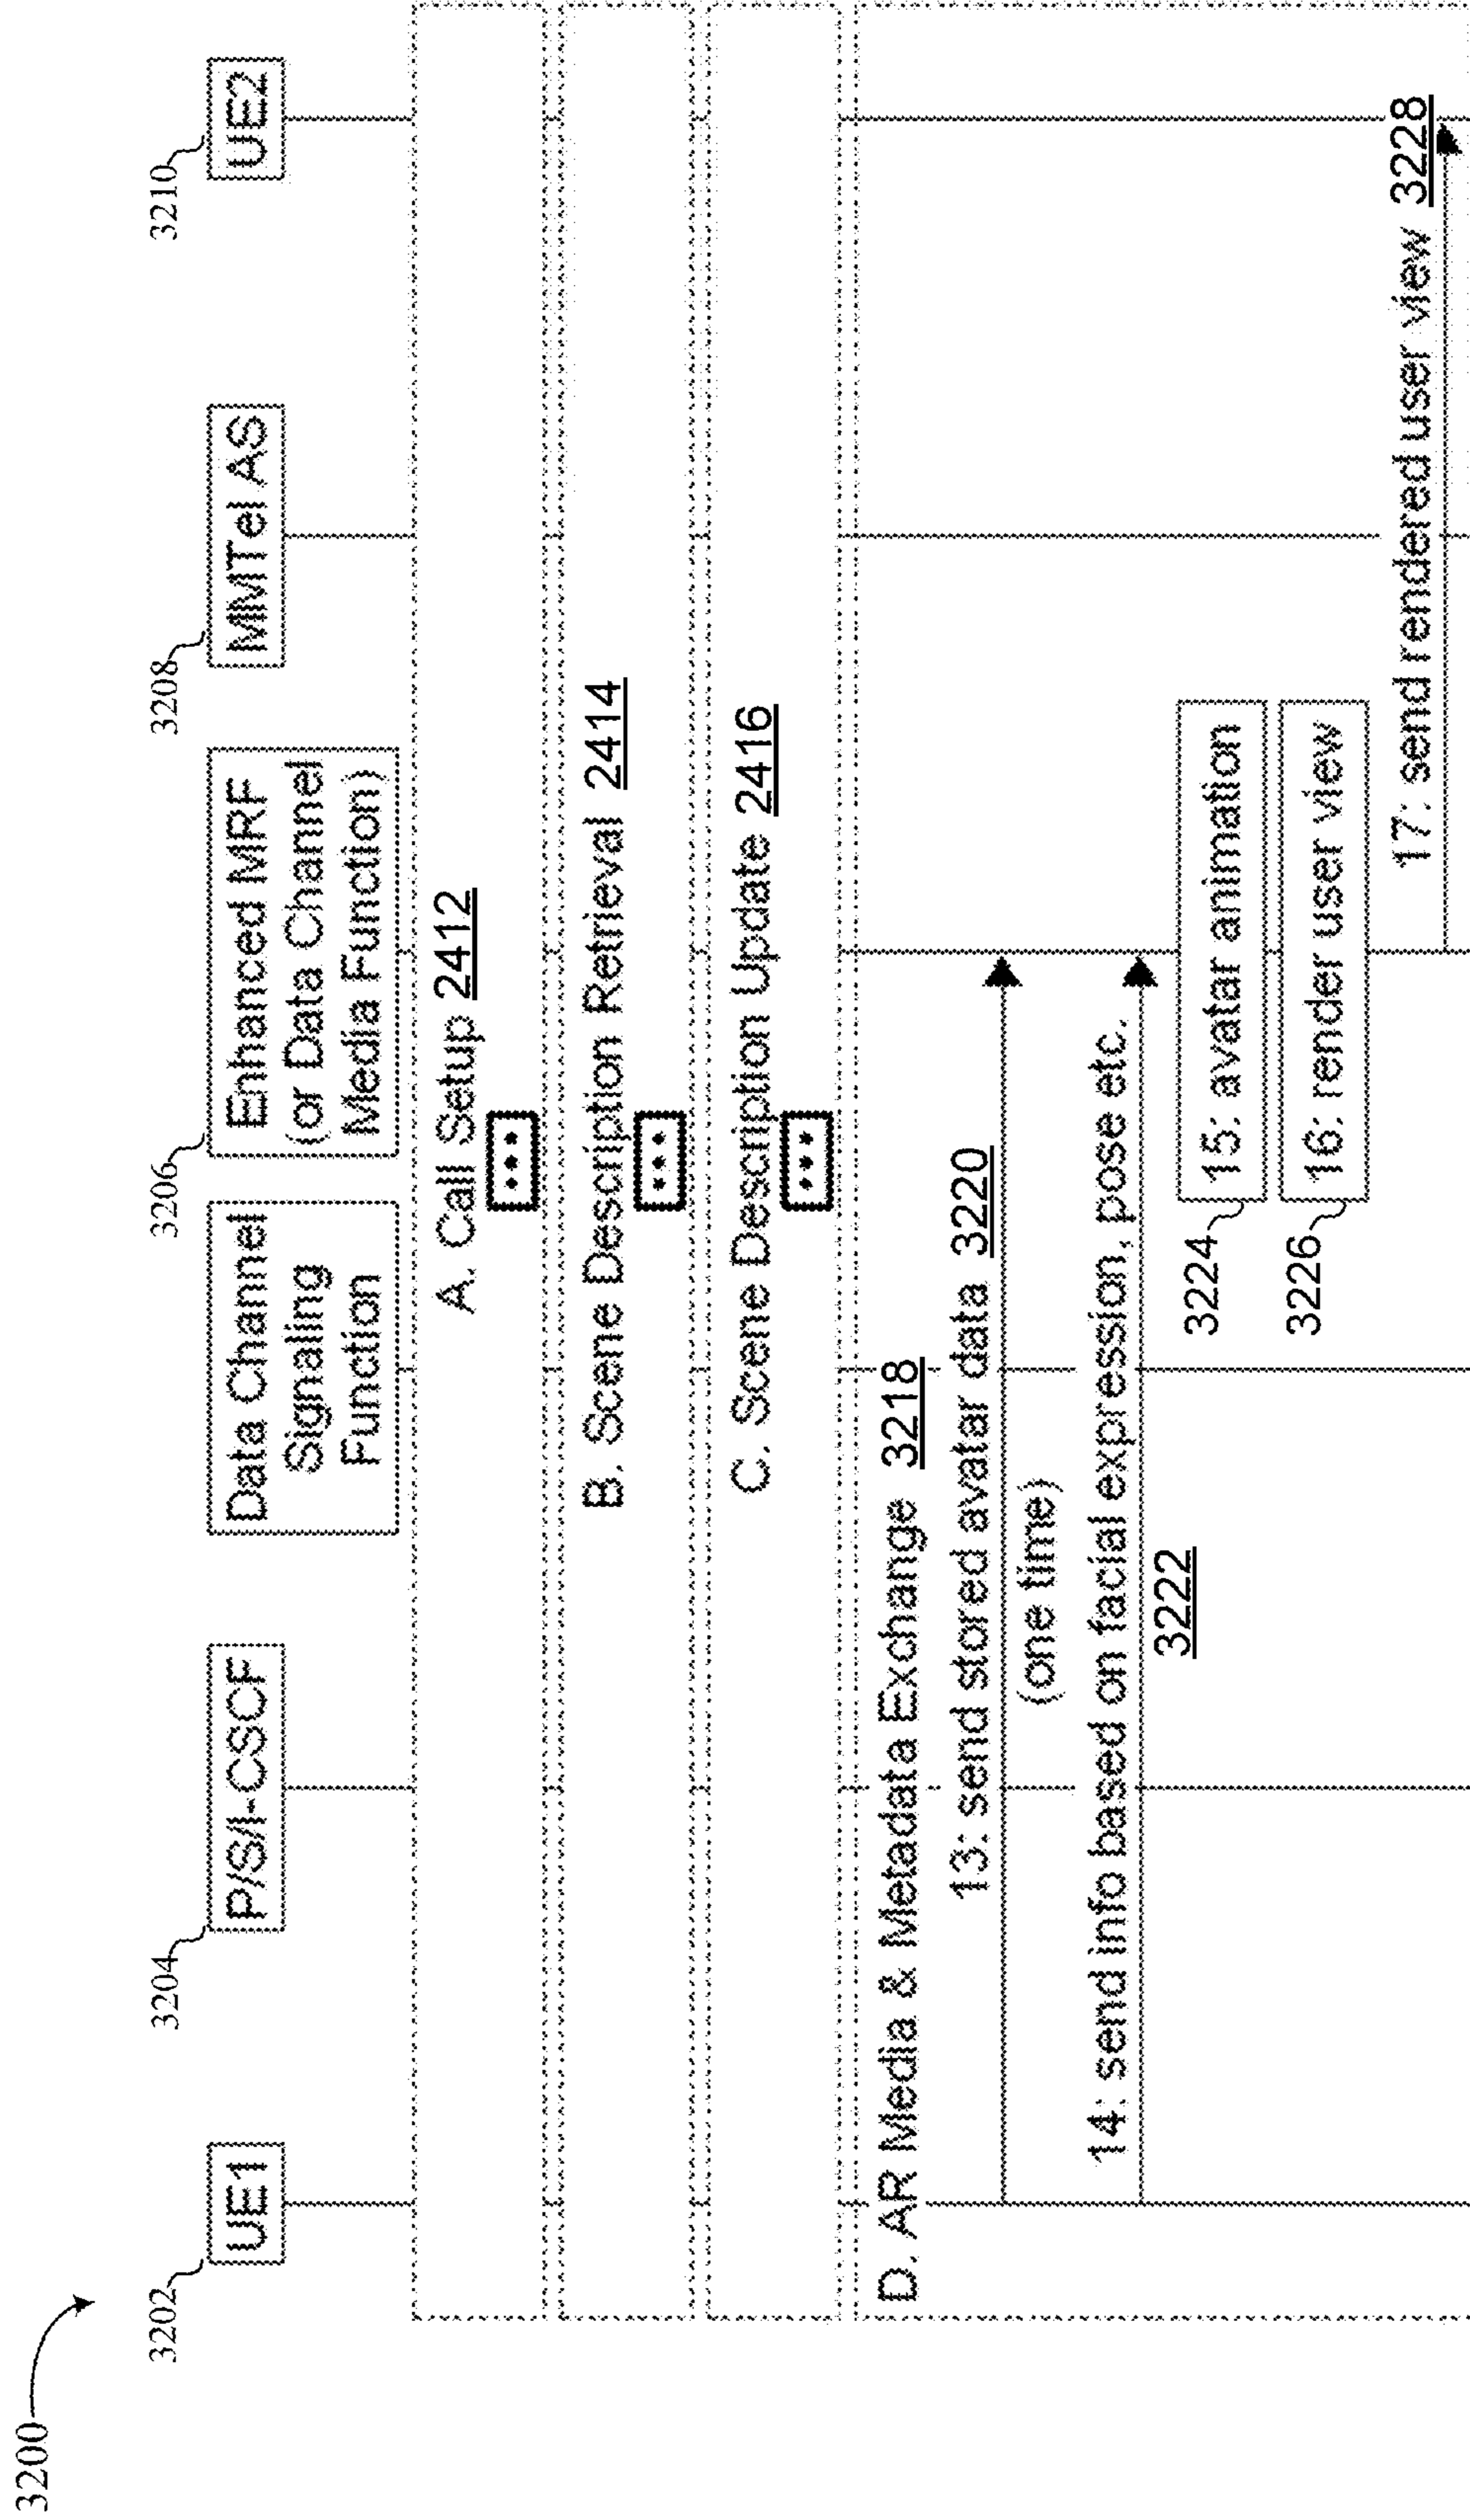 3200
3202
UE1
3204
P/S/I-CSCF
Data Channel
Signaling
Function
3206
Enhanced MRF
(or Data Channel
Media Function)
3208
MMTel AS
3210
UE2
A. Call Setup 2412
...
B. Scene Description Retrieval 2414
...
C. Scene Description Update 2416
...
D. AR Media & Metadata Exchange 3218
13: send stored avatar data 3220
(one time)
14: send info based on facial expression, pose etc.
3222
3224
15: avatar animation
3226
16: render user view
17: send rendered user view 3228